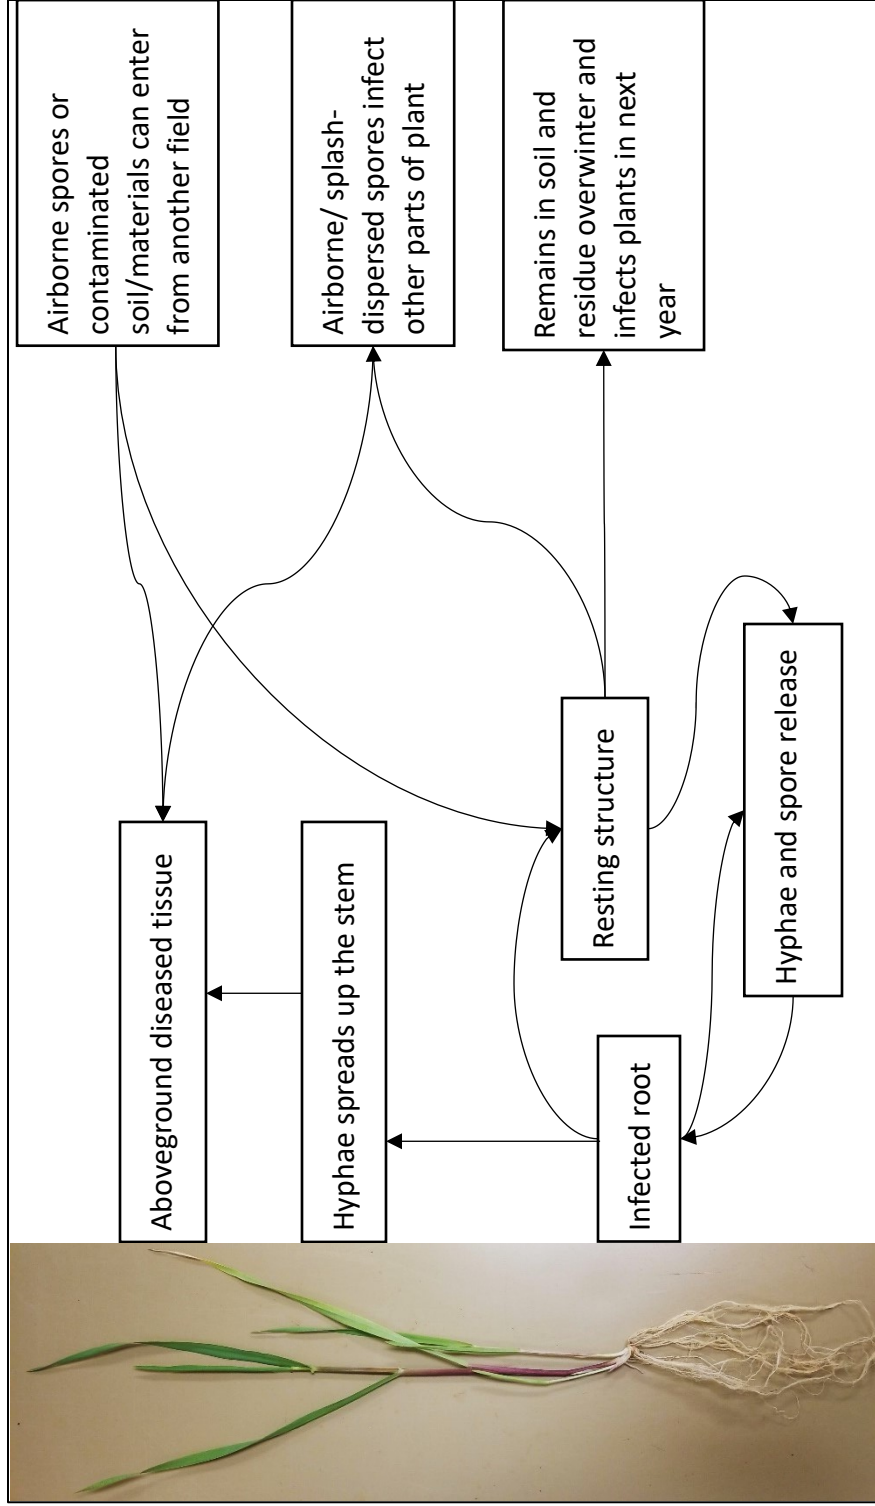 Airborne spores or
contaminated
soil/materials can enter
from another field
Aboveground diseased tissue
Airborne/ splash-
dispersed spores infect
other parts of plant
Hyphae spreads up the stem
Remains in soil and
residue overwinter and
infects plants in next
year
Resting structure
Infected root
Hyphae and spore release